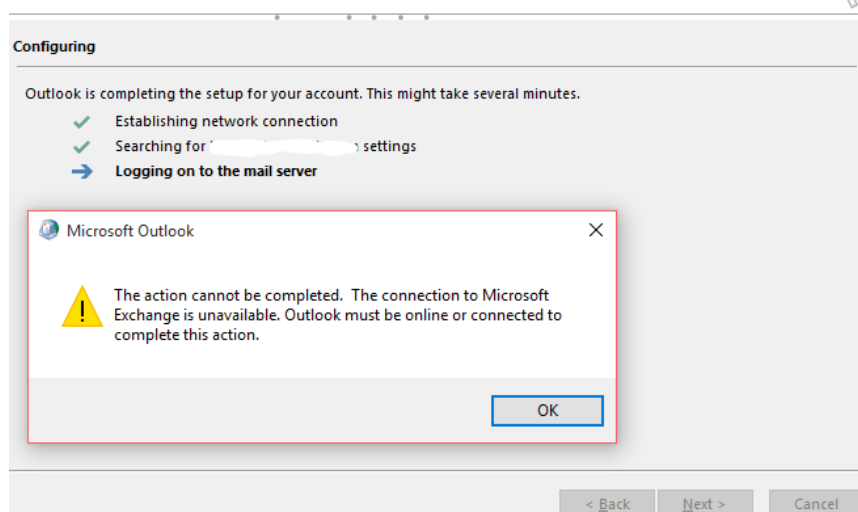 Configuring
Outlook is completing the setup for your account. This might take several minutes.
Establishing network connection
Searching for settings
Logging on to the mail server
Microsoft Outlook
The action cannot be completed. The connection to Microsoft
Exchange is unavailable. Outlook must be online or connected to
complete this action.
OK
< Back Next > Cancel